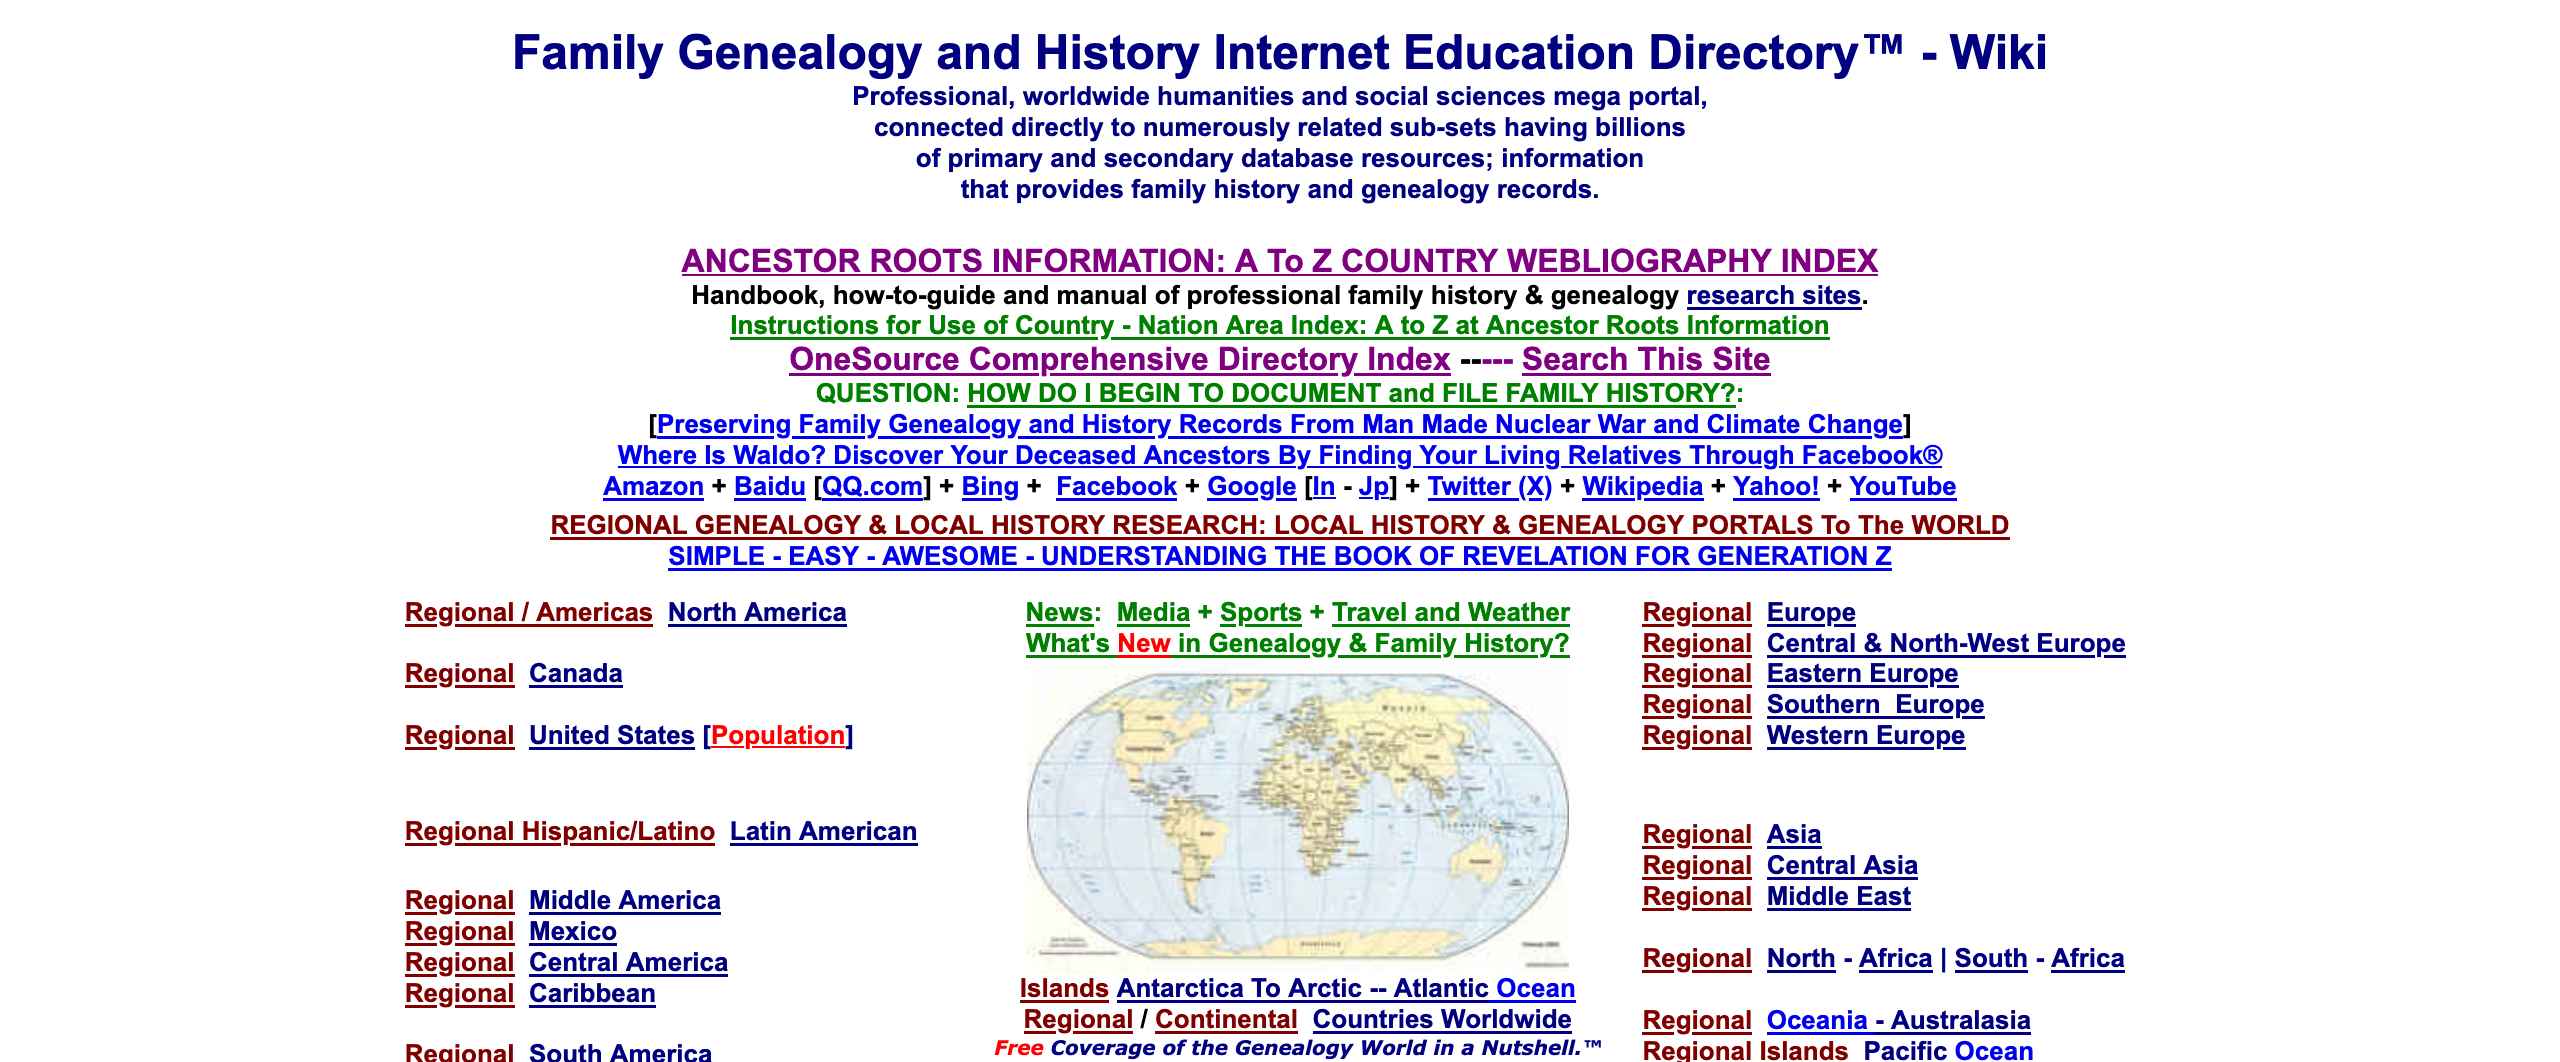 Family Genealogy and History Internet Education Directory™ - Wiki
Professional, worldwide humanities and social sciences mega portal,
connected directly to numerously related sub-sets having billions
of primary and secondary database resources; information
that provides family history and genealogy records.
ANCESTOR ROOTS INFORMATION: A To Z COUNTRY WEBLIOGRAPHY INDEX
Handbook, how-to-guide and manual of professional family history & genealogy research sites.
Instructions for Use of Country - Nation Area Index: A to Z at Ancestor Roots Information
OneSource Comprehensive Directory Index ----- Search This Site
QUESTION: HOW DO I BEGIN TO DOCUMENT and FILE FAMILY HISTORY?:
[Preserving Family Genealogy and History Records From Man Made Nuclear War and Climate Change]
Where Is Waldo? Discover Your Deceased Ancestors By Finding Your Living Relatives Through Facebook®
Amazon + Baidu [QQ.com] + Bing + Facebook + Google [In - Jp] + Twitter (X) + Wikipedia + Yahoo! + YouTube
REGIONAL GENEALOGY & LOCAL HISTORY RESEARCH: LOCAL HISTORY & GENEALOGY PORTALS To The WORLD
SIMPLE - EASY - AWESOME - UNDERSTANDING THE BOOK OF REVELATION FOR GENERATION Z
Regional / Americas North America
Regional Canada
Regional United States [Population]
Regional Hispanic/Latino Latin American
Regional Middle America
Regional Mexico
Regional Central America
Regional Caribbean
Regional South America
News: Media + Sports + Travel and Weather
What's New in Genealogy & Family History?
Russia
Islands Antarctica To Arctic -- Atlantic Ocean
Regional / Continental Countries Worldwide
Free Coverage of the Genealogy World in a Nutshell.™
Regional Europe
Regional Central & North-West Europe
Regional Eastern Europe
Regional Southern Europe
Regional Western Europe
Regional Asia
Regional Central Asia
Regional Middle East
Regional North - Africa | South - Africa
Regional Oceania - Australasia
Regional Islands Pacific Ocean